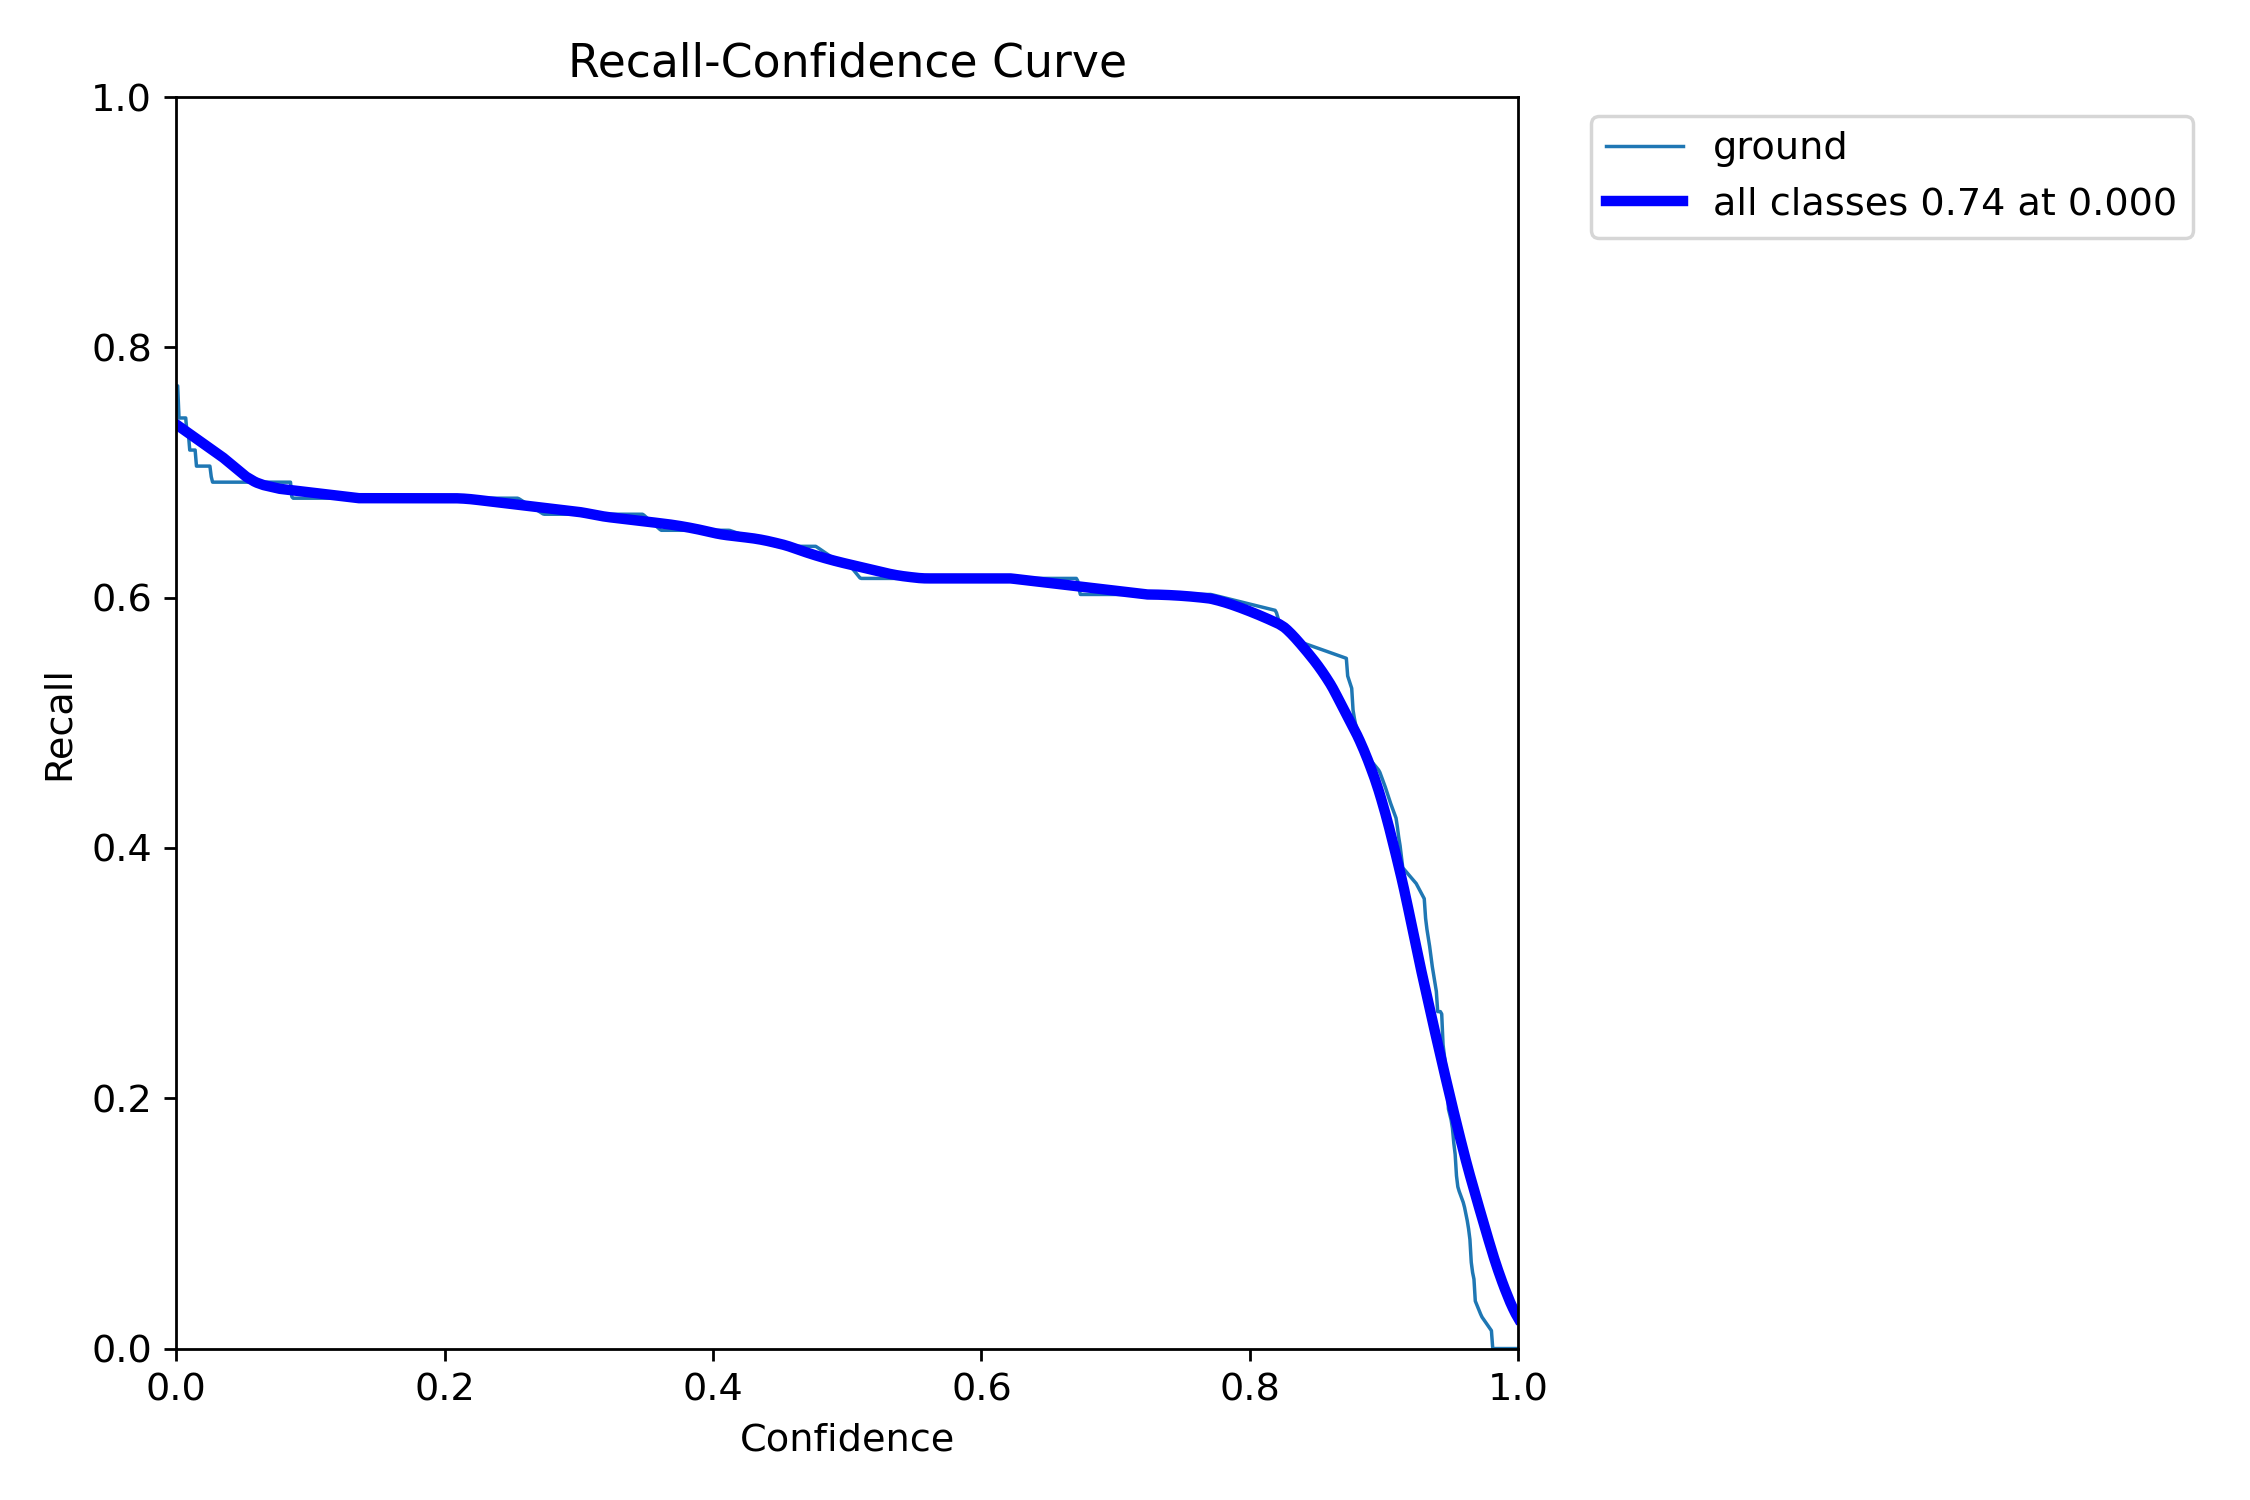 Recall-Confidence Curve
1.0
0.8
0.6
0.4
0.2
0.0
Recall
0.0 0.2 0.4 0.6 0.8 1.0
Confidence
ground
all classes 0.74 at 0.000